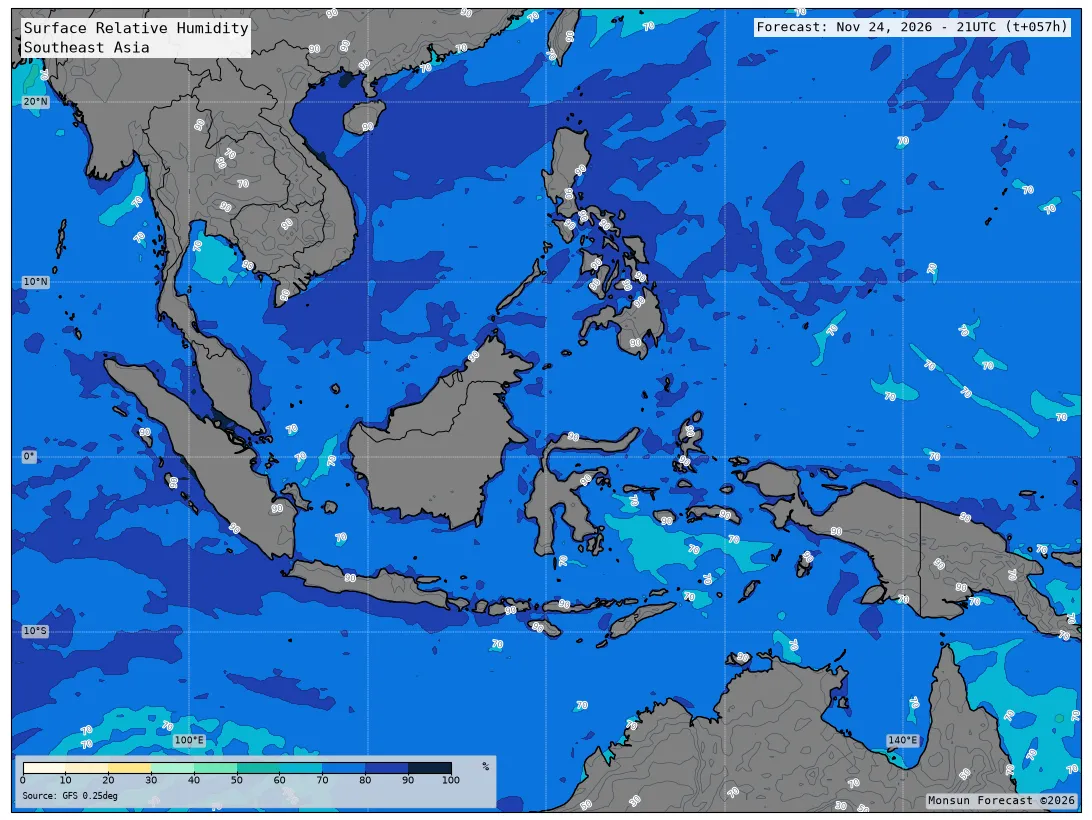 Surface Relative Humidity
Southeast Asia
Forecast: Nov 24, 2026 - 21UTC (t+057h)
20°N
10°N
0°
10°S
100°E
140°E
0 10 20 30 40 50 60 70 80 90 100
%
Source: GFS 0.25deg
Monsun Forecast ©2026